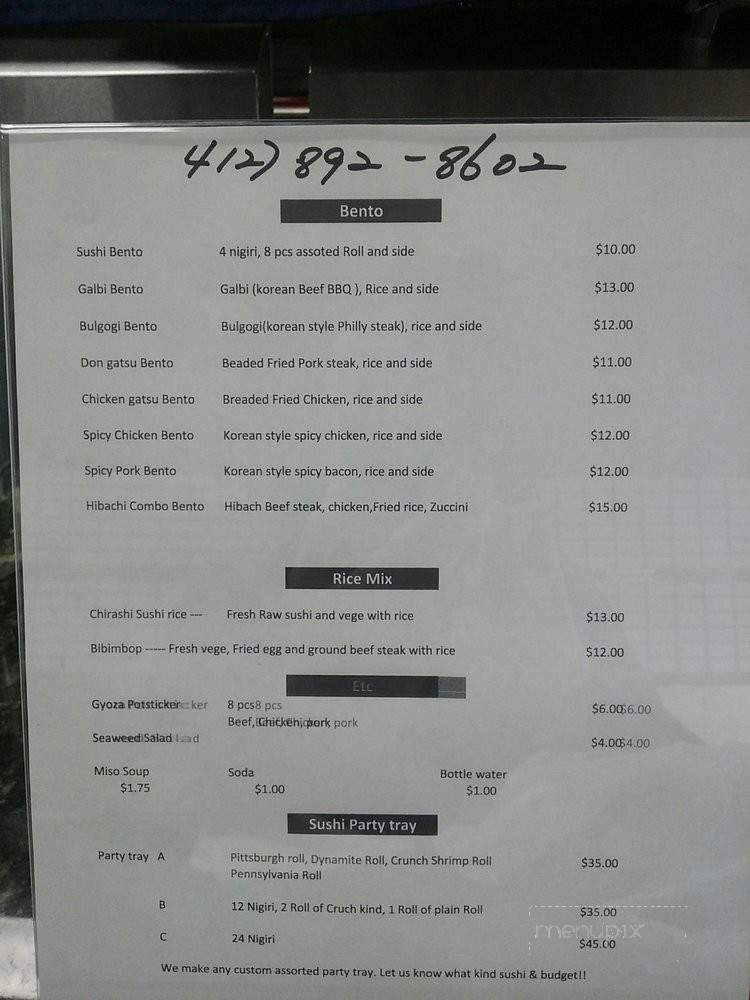 412) 892-8602
Bento
Sushi Bento 4 nigiri, 8 pcs assoted Roll and side $10.00
Galbi Bento Galbi (korean Beef BBQ ), Rice and side $13.00
Bulgogi Bento Bulgogi(korean style Philly steak), rice and side $12.00
Don gatsu Bento Beaded Fried Pork steak, rice and side $11.00
Chicken gatsu Bento Breaded Fried Chicken, rice and side $11.00
Spicy Chicken Bento Korean style spicy chicken, rice and side $12.00
Spicy Pork Bento Korean style spicy bacon, rice and side $12.00
Hibachi Combo Bento Hibach Beef steak, chicken,Fried rice, Zuccini $15.00
Rice Mix
Chirashi Sushi rice --- Fresh Raw sushi and vege with rice $13.00
Bibimbop ----- Fresh vege, Fried egg and ground beef steak with rice $12.00
Etc
Gyoza Potsticker 8 pcs $6.00
Beef, Chicken, pork
Seaweed Salad $4.00
Miso Soup Soda Bottle water
$1.75 $1.00 $1.00
Sushi Party tray
Party tray A Pittsburgh roll, Dynamite Roll, Crunch Shrimp Roll $35.00
Pennsylvania Roll
B 12 Nigiri, 2 Roll of Cruch kind, 1 Roll of plain Roll $35.00
menupix
C 24 Nigiri $45.00
We make any custom assorted party tray. Let us know what kind sushi & budget!!